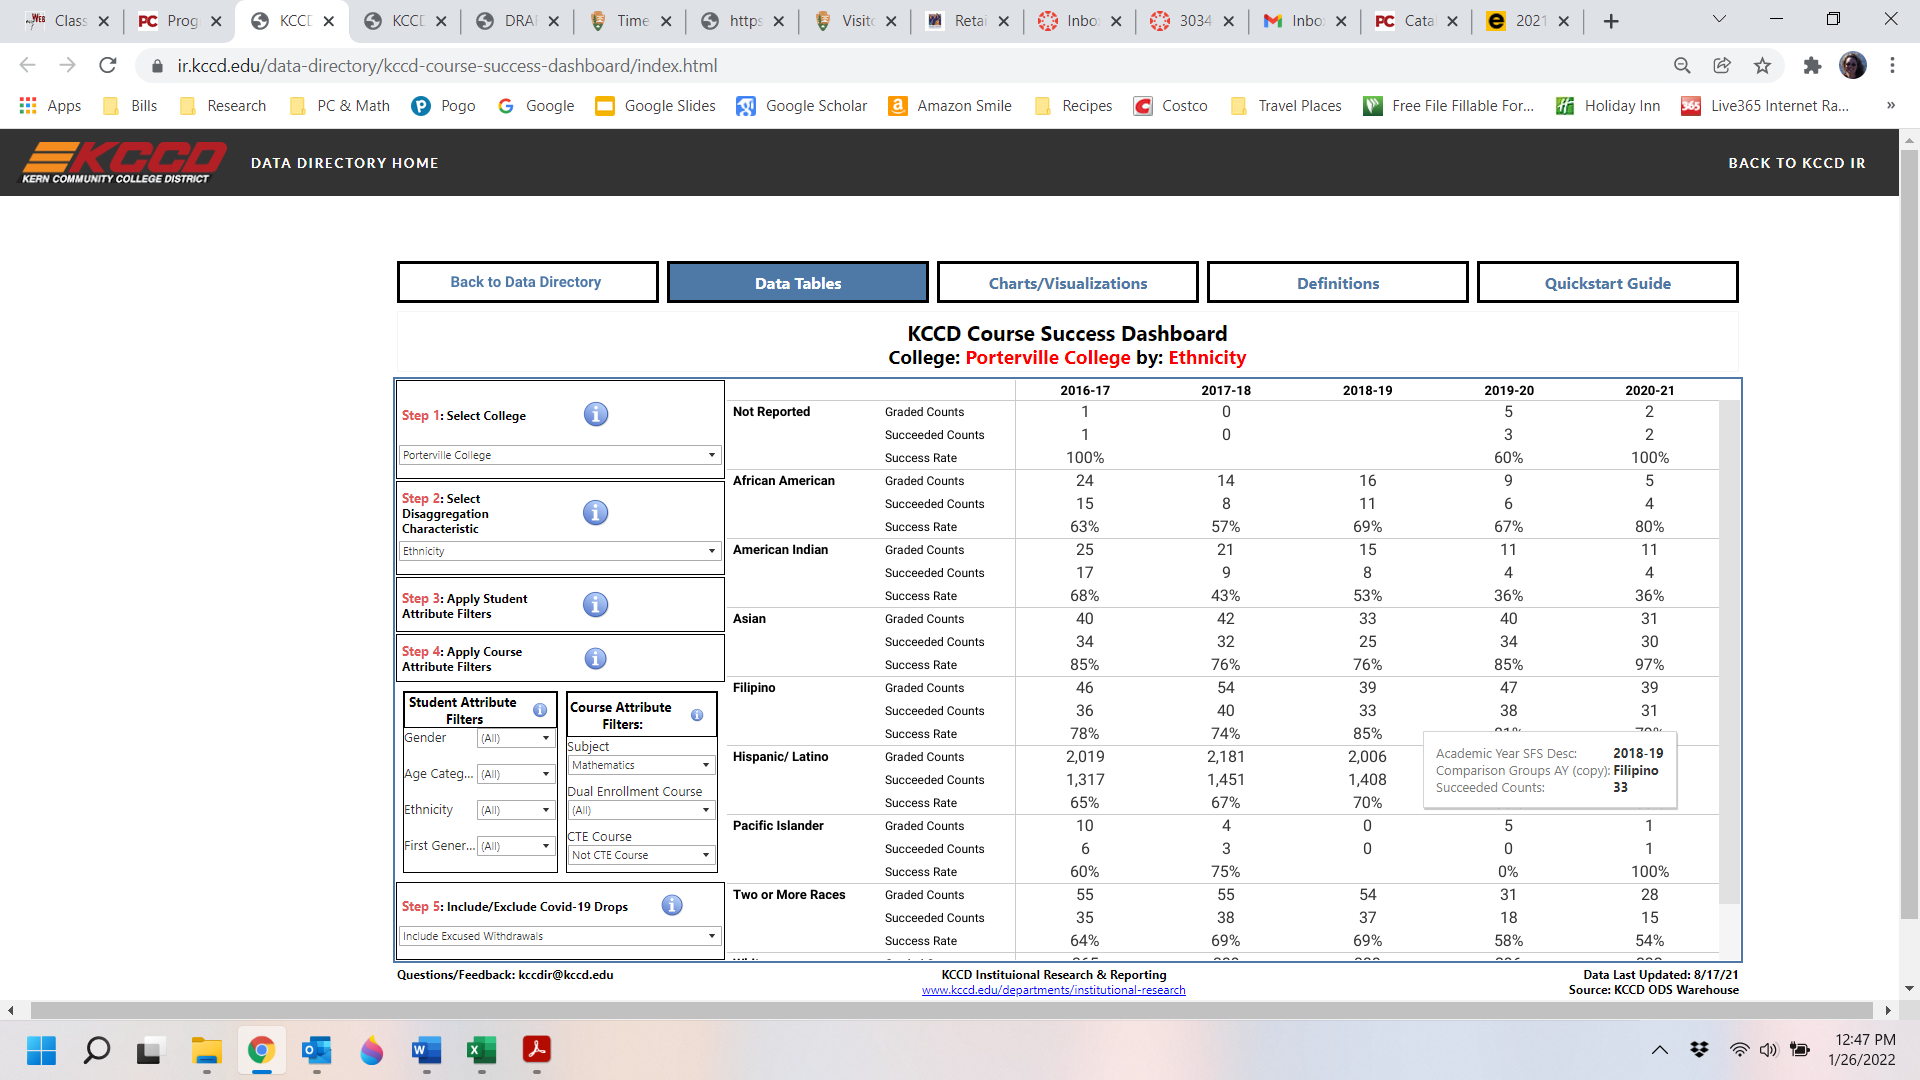 Class
Prog
KCCD
KCCD
DRAF
Time
https
Visito
Retai
Inbo
3034
Inbo
Cata
2021
ir.kccd.edu/data-directory/kccd-course-success-dashboard/index.html
Apps Bills Research PC & Math Pogo Google Google Slides Google Scholar Amazon Smile Recipes Costco Travel Places Free File Fillable For... Holiday Inn Live365 Internet Ra... »
KCCD
KERN COMMUNITY COLLEGE DISTRICT
DATA DIRECTORY HOME
BACK TO KCCD IR
Back to Data Directory Data Tables Charts/Visualizations Definitions Quickstart Guide
KCCD Course Success Dashboard
College: Porterville College by: Ethnicity
Step 1: Select College
Porterville College
Step 2: Select
Disaggregation
Characteristic
Ethnicity
Step 3: Apply Student
Attribute Filters
Step 4: Apply Course
Attribute Filters
Student Attribute
Filters
Gender (All)
Age Categ... (All)
Ethnicity (All)
First Gener... (All)
Course Attribute
Filters:
Subject
Mathematics
Dual Enrollment Course
(All)
CTE Course
Not CTE Course
Step 5: Include/Exclude Covid-19 Drops
Include Excused Withdrawals
2016-17 2017-18 2018-19 2019-20 2020-21
Not Reported Graded Counts 1 0 5 2
Succeeded Counts 1 0 3 2
Success Rate 100% 60% 100%
African American Graded Counts 24 14 16 9 5
Succeeded Counts 15 8 11 6 4
Success Rate 63% 57% 69% 67% 80%
American Indian Graded Counts 25 21 15 11 11
Succeeded Counts 17 9 8 4 4
Success Rate 68% 43% 53% 36% 36%
Asian Graded Counts 40 42 33 40 31
Succeeded Counts 34 32 25 34 30
Success Rate 85% 76% 76% 85% 97%
Filipino Graded Counts 46 54 39 47 39
Succeeded Counts 36 40 33 38 31
Success Rate 78% 74% 85%
Hispanic/ Latino Graded Counts 2,019 2,181 2,006
Succeeded Counts 1,317 1,451 1,408
Success Rate 65% 67% 70%
Pacific Islander Graded Counts 10 4 0 5 1
Succeeded Counts 6 3 0 0 1
Success Rate 60% 75% 0% 100%
Two or More Races Graded Counts 55 55 54 31 28
Succeeded Counts 35 38 37 18 15
Success Rate 64% 69% 69% 58% 54%
Academic Year SFS Desc: 2018-19
Comparison Groups AY (copy): Filipino
Succeeded Counts: 33
Questions/Feedback: kccdir@kccd.edu
KCCD Instituional Research & Reporting
www.kccd.edu/departments/institutional-research
Data Last Updated: 8/17/21
Source: KCCD ODS Warehouse
12:47 PM
1/26/2022